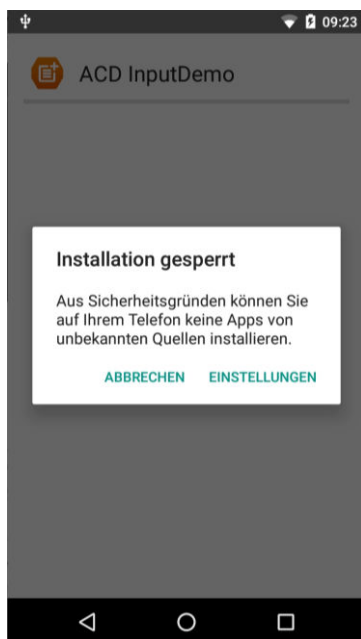 09:23
ACD InputDemo
Installation gesperrt
Aus Sicherheitsgründen können Sie
auf Ihrem Telefon keine Apps von
unbekannten Quellen installieren.
ABBRECHEN EINSTELLUNGEN